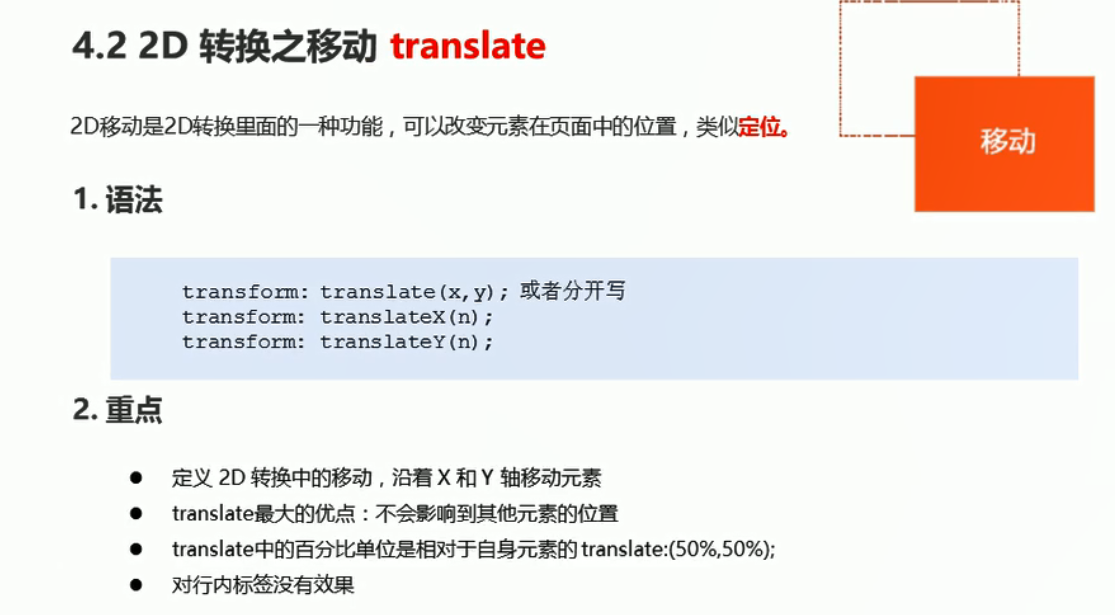 4.2 2D 转换之移动 translate
移动
2D移动是2D转换里面的一种功能，可以改变元素在页面中的位置，类似定位。
1. 语法
transform: translate(x,y); 或者分开写
transform: translateX(n);
transform: translateY(n);
2. 重点
● 定义 2D 转换中的移动，沿着 X 和 Y 轴移动元素
● translate最大的优点：不会影响到其他元素的位置
● translate中的百分比单位是相对于自身元素的 translate:(50%,50%);
● 对行内标签没有效果